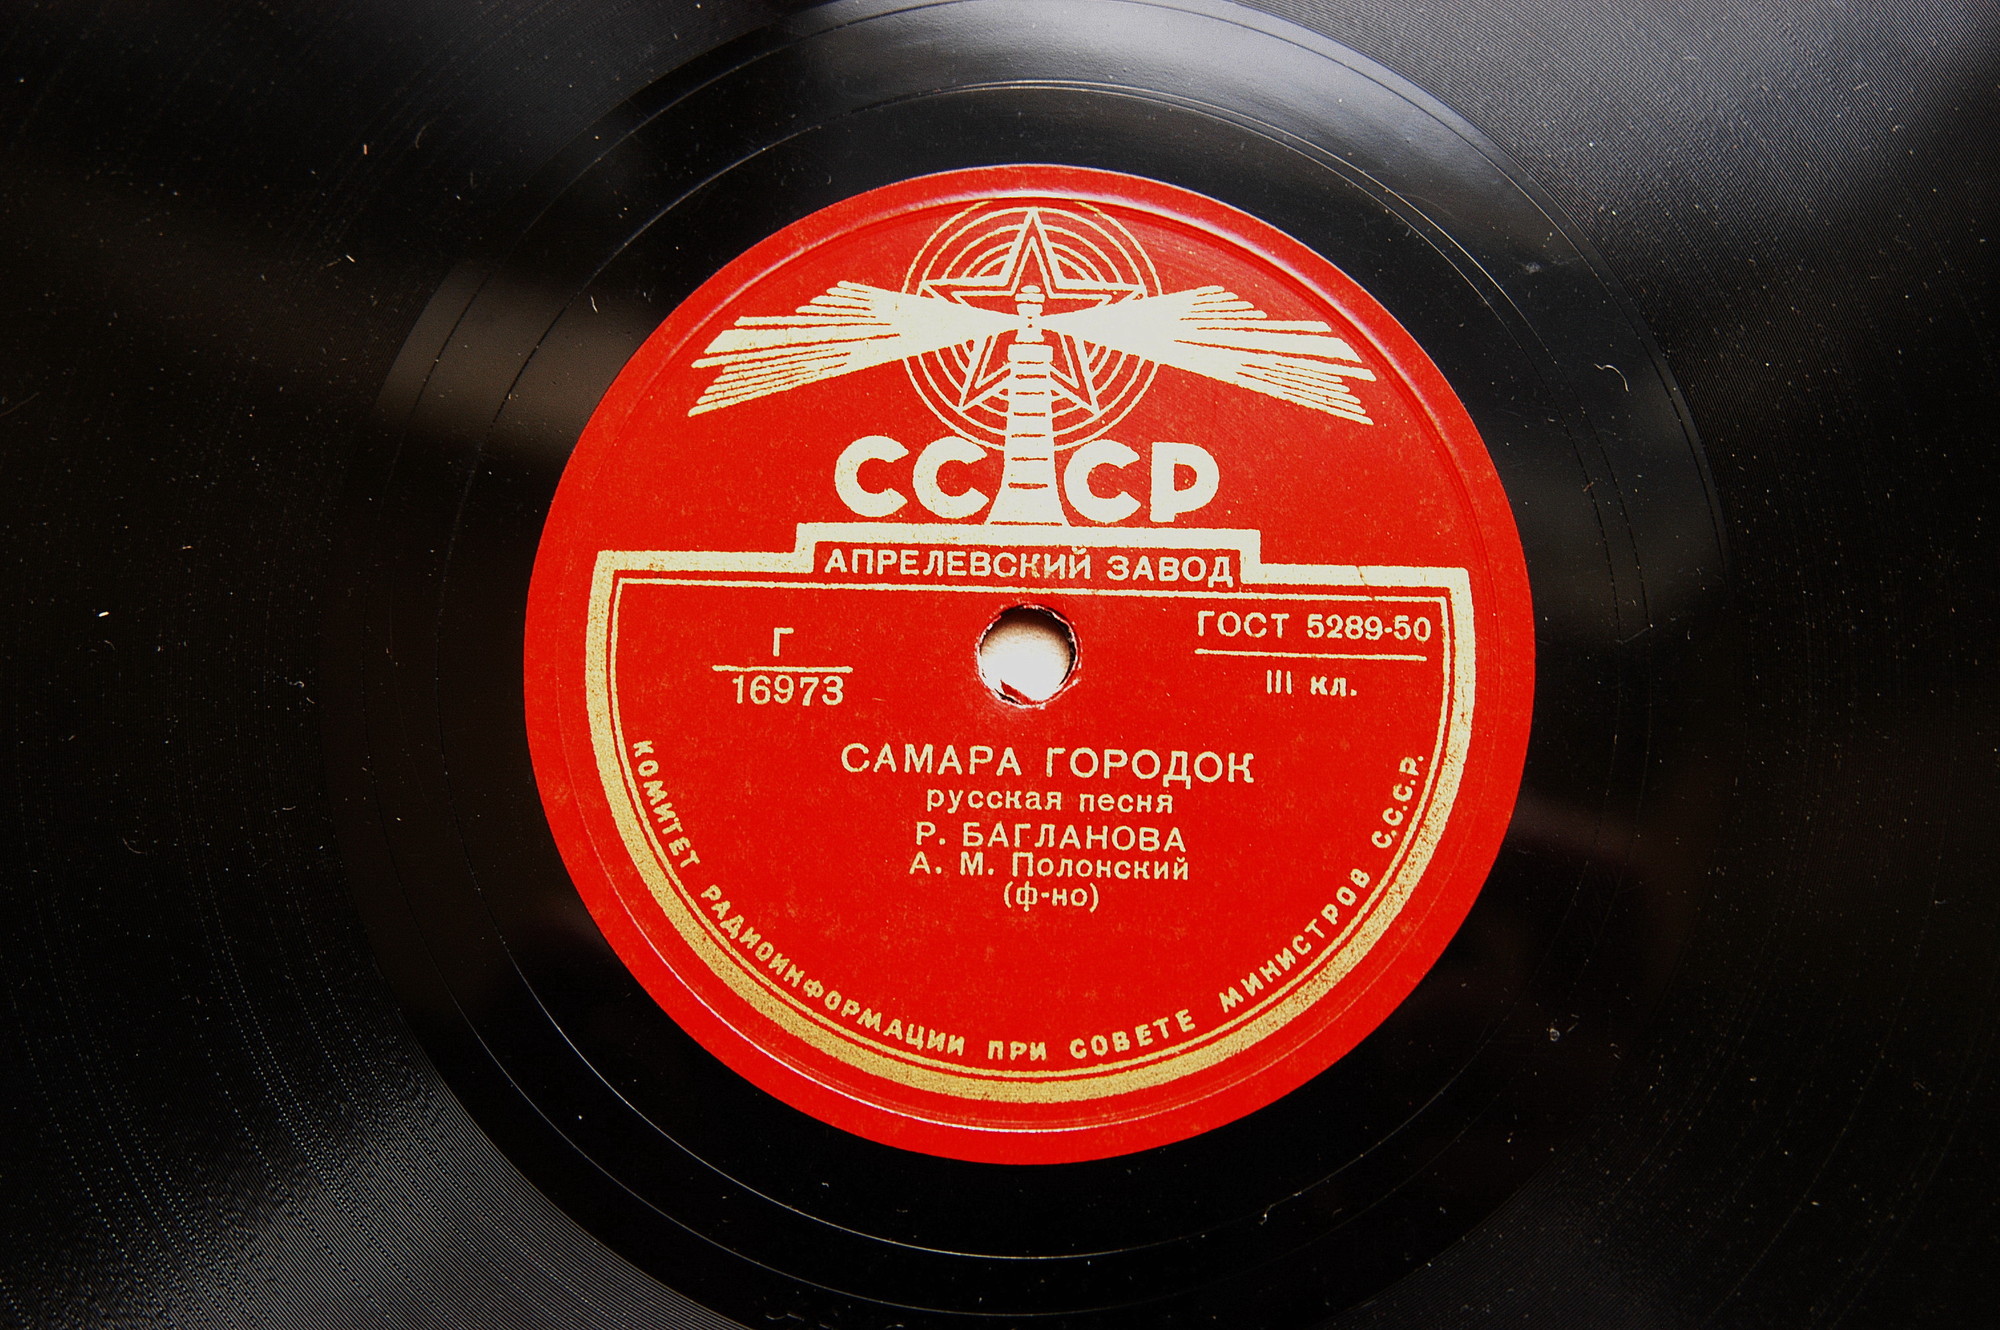 СССР
АПРЕЛЕВСКИЙ ЗАВОД
Г
16973
ГОСТ 5289-50
III кл.
САМАРА ГОРОДОК
русская песня
Р. БАГЛАНОВА
А. М. Полонский
(ф-но)
КОМИТЕТ РАДИОИНФОРМАЦИИ ПРИ СОВЕТЕ МИНИСТРОВ С.С.С.Р.